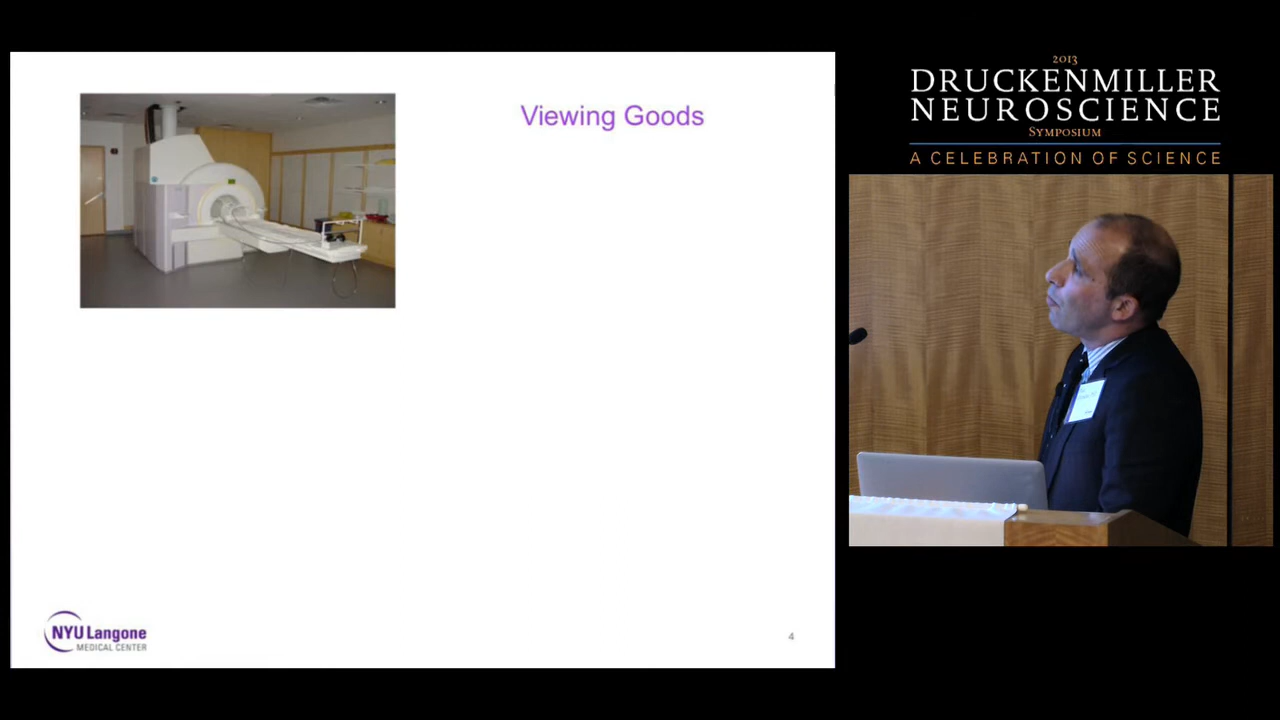 Viewing Goods
NYU Langone
MEDICAL CENTER
4
2013
DRUCKENMILLER
NEUROSCIENCE
SYMPOSIUM
A CELEBRATION OF SCIENCE